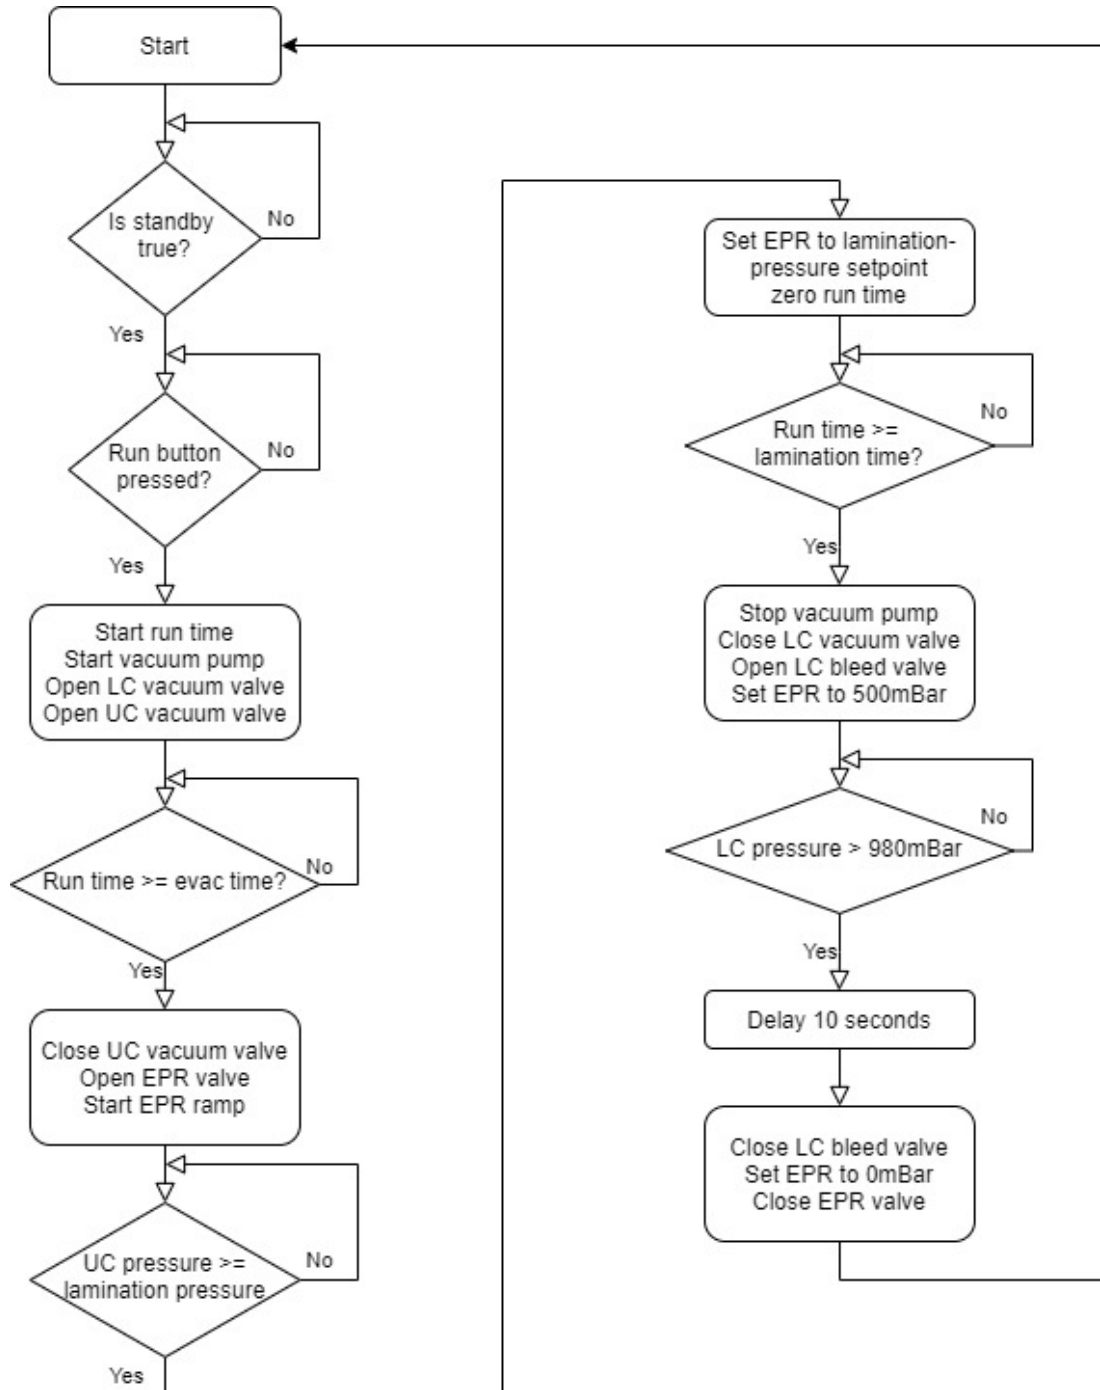 Start
Is standby
true?
No
Yes
Run button
pressed?
No
Yes
Start run time
Start vacuum pump
Open LC vacuum valve
Open UC vacuum valve
Run time >= evac time?
No
Yes
Close UC vacuum valve
Open EPR valve
Start EPR ramp
UC pressure >=
lamination pressure
No
Yes
Set EPR to lamination-
pressure setpoint
zero run time
Run time >=
lamination time?
No
Yes
Stop vacuum pump
Close LC vacuum valve
Open LC bleed valve
Set EPR to 500mBar
LC pressure > 980mBar
No
Yes
Delay 10 seconds
Close LC bleed valve
Set EPR to 0mBar
Close EPR valve